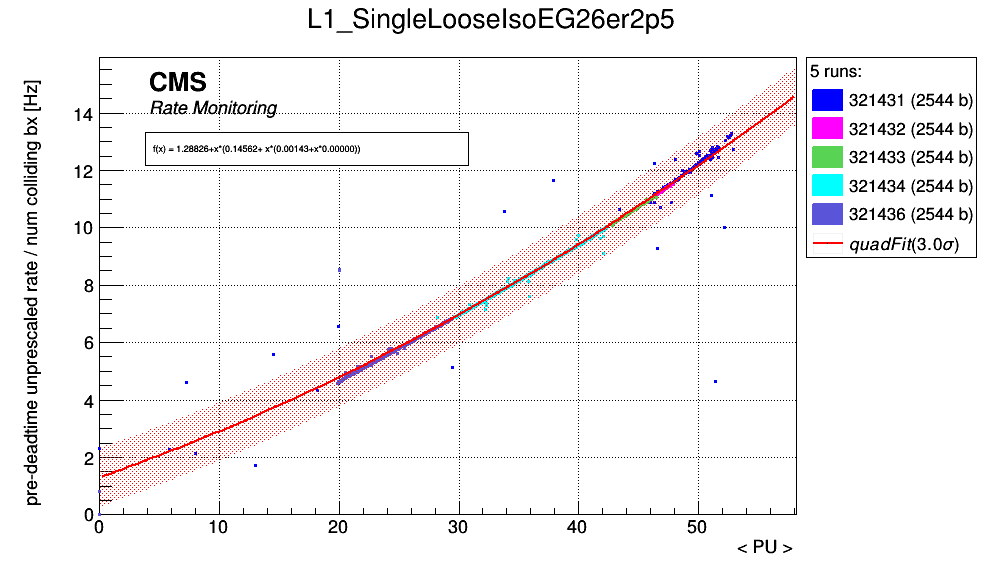 L1_SingleLooseIsoEG26er2p5
pre-deadtime unprescaled rate / num colliding bx [Hz]
CMS
Rate Monitoring
f(x) = 1.28826+x*(0.14562+ x*(0.00143+x*0.00000))
14
12
10
8
6
4
2
0
0 10 20 30 40 50
< PU >
5 runs:
321431 (2544 b)
321432 (2544 b)
321433 (2544 b)
321434 (2544 b)
321436 (2544 b)
quadFit(3.0σ)